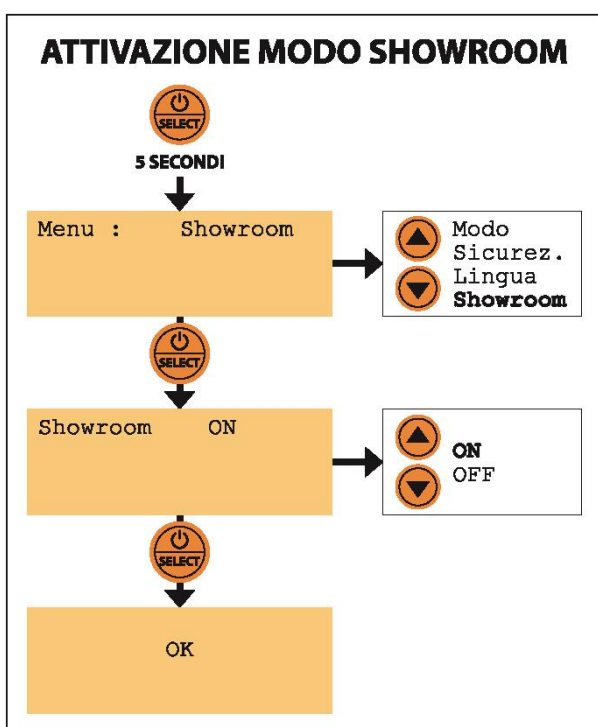 ATTIVAZIONE MODO SHOWROOM
SELECT
5 SECONDI
Menu : Showroom
Modo
Sicurez.
Lingua
Showroom
SELECT
Showroom ON
ON
OFF
SELECT
OK